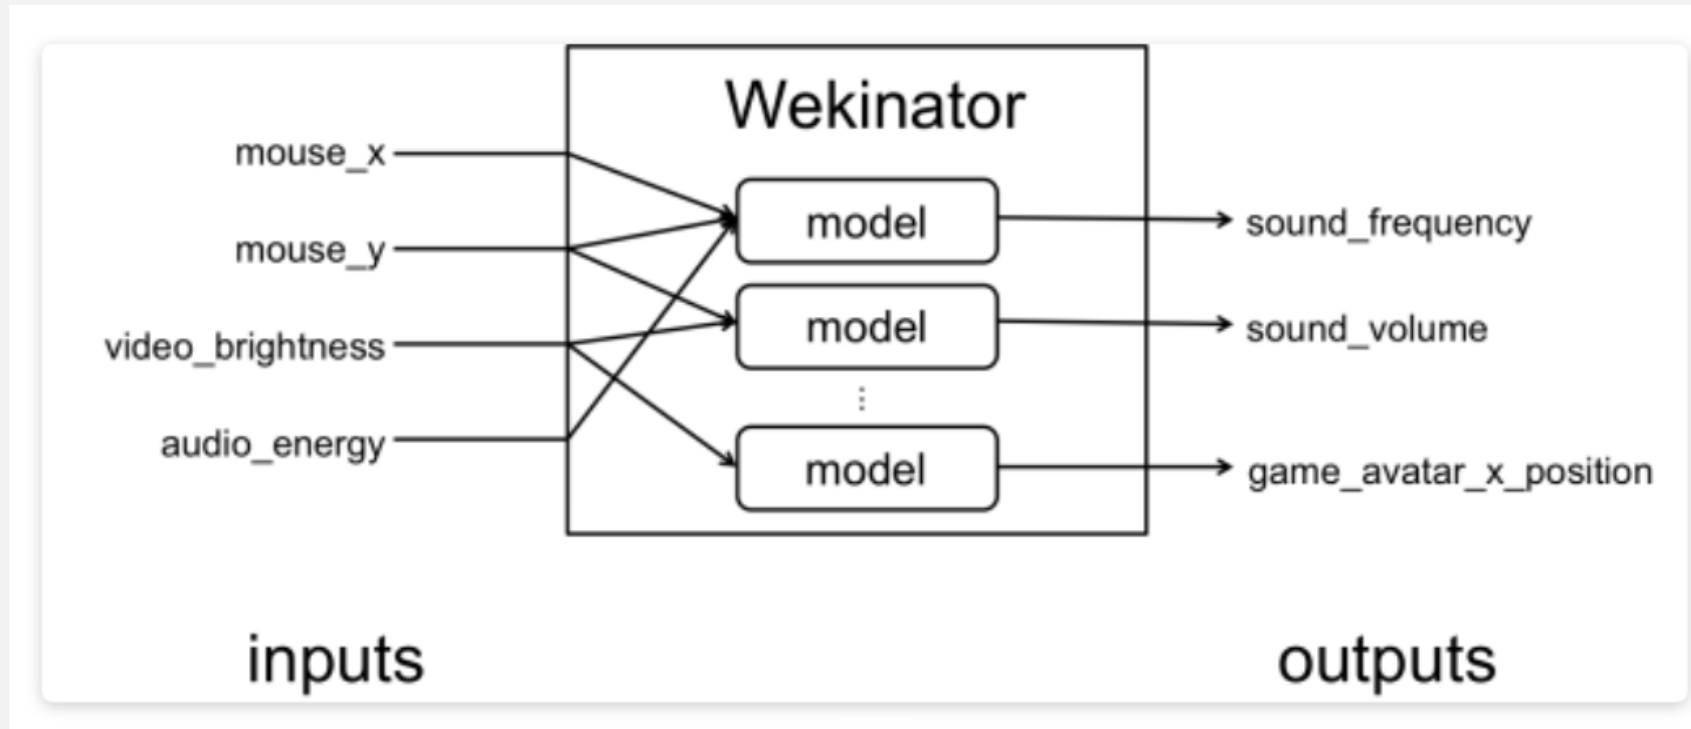 Wekinator
mouse_x
mouse_y
video_brightness
audio_energy
model
model
model
sound_frequency
sound_volume
game_avatar_x_position
inputs
outputs